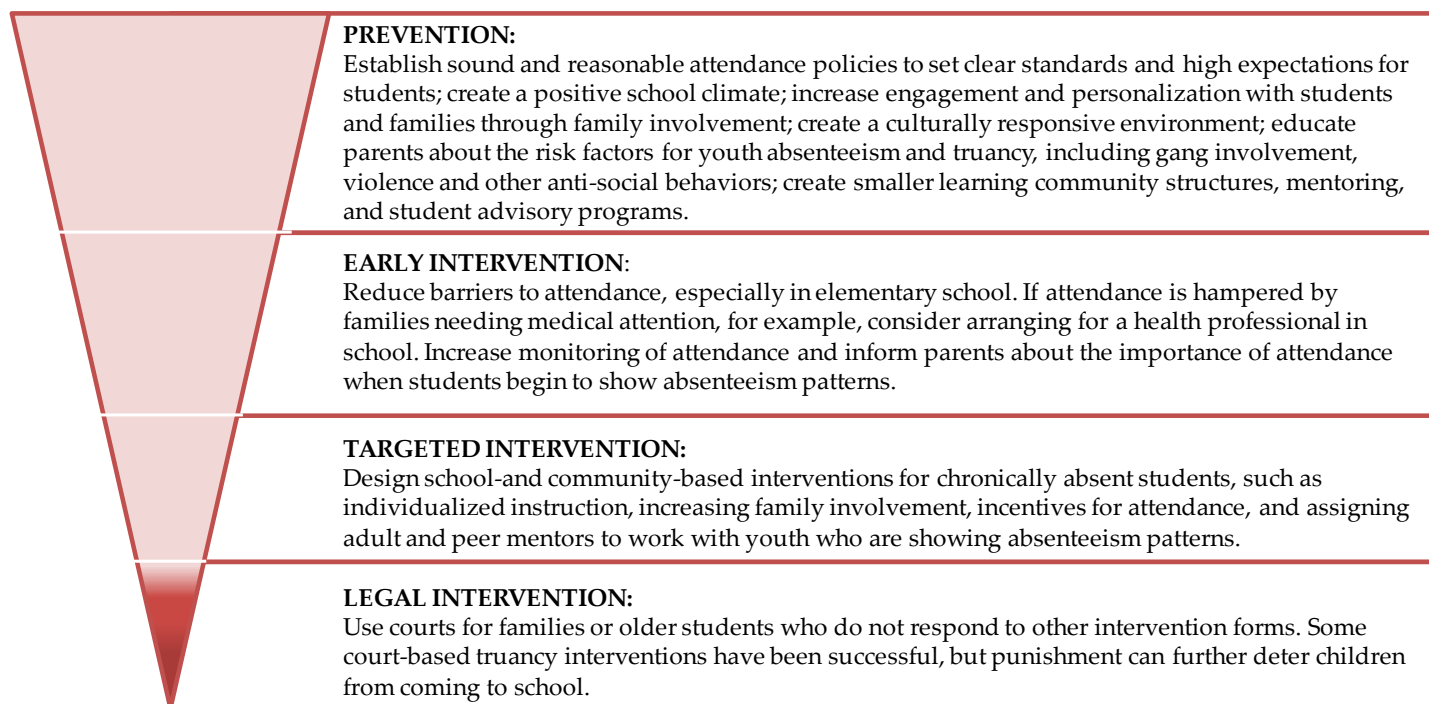 PREVENTION:
Establish sound and reasonable attendance policies to set clear standards and high expectations for
students; create a positive school climate; increase engagement and personalization with students
and families through family involvement; create a culturally responsive environment; educate
parents about the risk factors for youth absenteeism and truancy, including gang involvement,
violence and other anti-social behaviors; create smaller learning community structures, mentoring,
and student advisory programs.
EARLY INTERVENTION:
Reduce barriers to attendance, especially in elementary school. If attendance is hampered by
families needing medical attention, for example, consider arranging for a health professional in
school. Increase monitoring of attendance and inform parents about the importance of attendance
when students begin to show absenteeism patterns.
TARGETED INTERVENTION:
Design school-and community-based interventions for chronically absent students, such as
individualized instruction, increasing family involvement, incentives for attendance, and assigning
adult and peer mentors to work with youth who are showing absenteeism patterns.
LEGAL INTERVENTION:
Use courts for families or older students who do not respond to other intervention forms. Some
court-based truancy interventions have been successful, but punishment can further deter children
from coming to school.